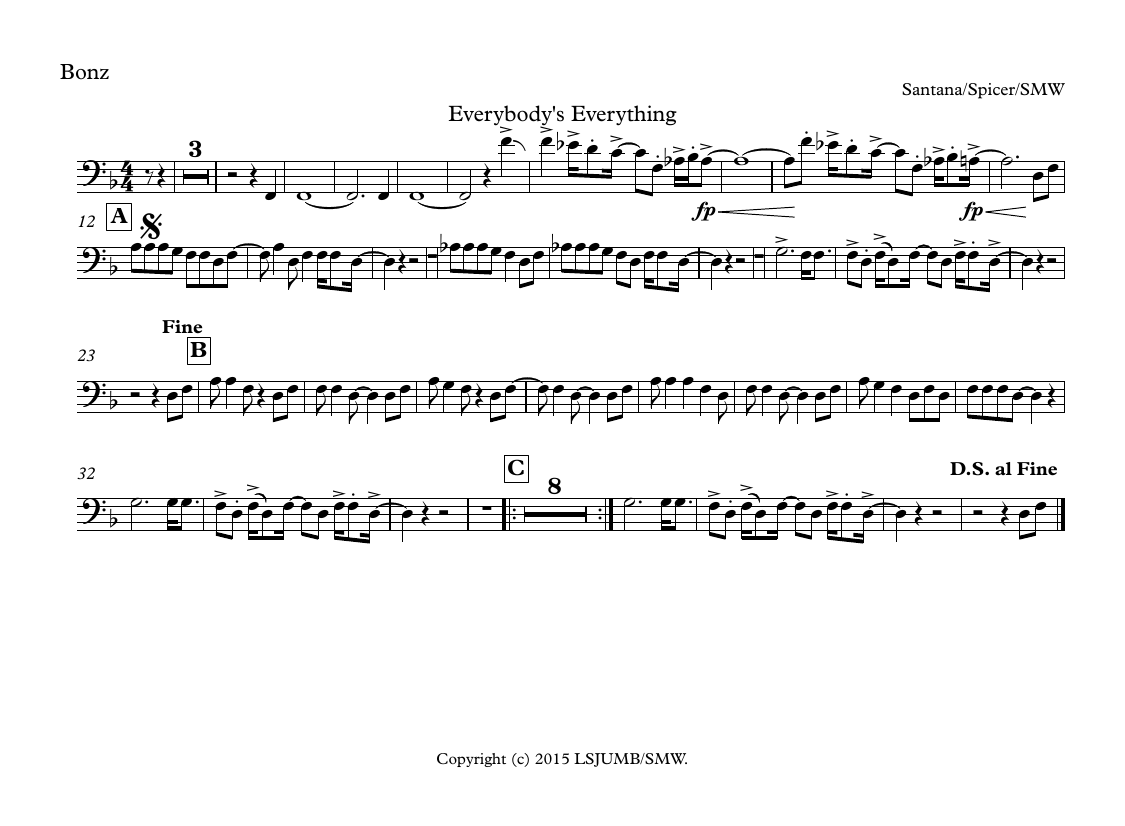 Bonz
Santana/Spicer/SMW
Everybody's Everything
3
fp fp
12 A
Fine
23 B
32 C 8 D.S. al Fine
Copyright (c) 2015 LSJUMB/SMW.